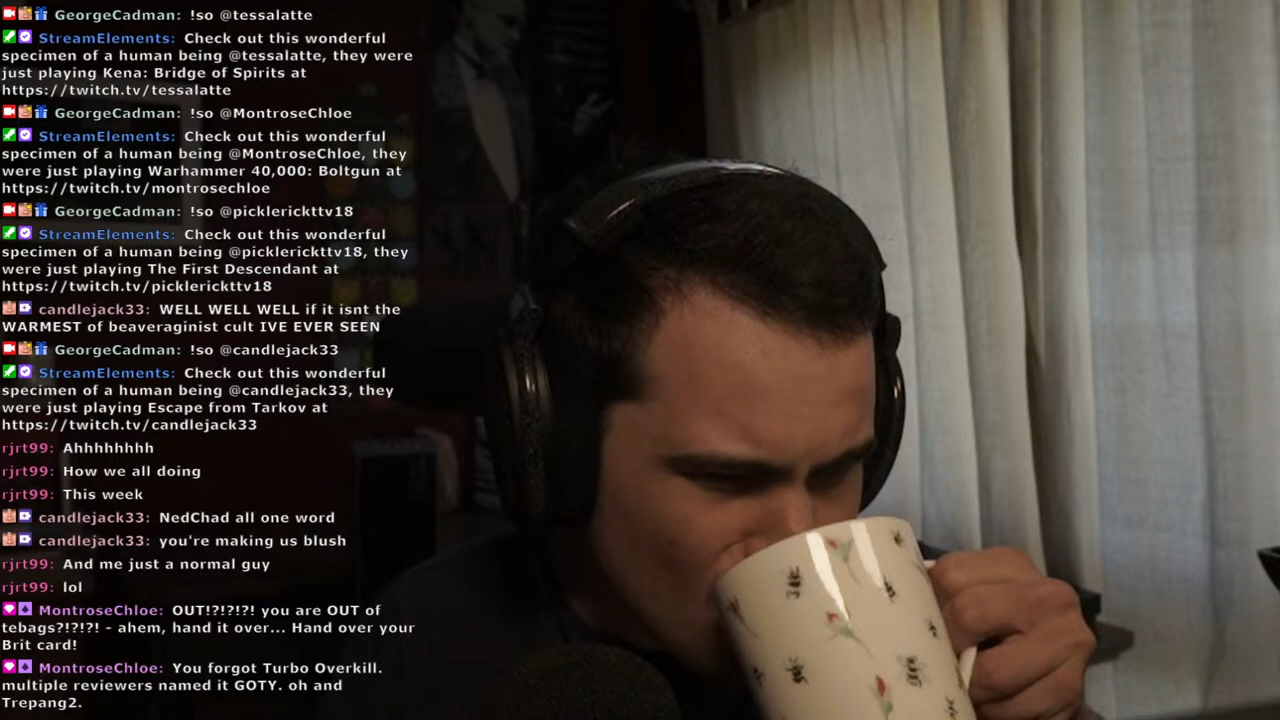 GeorgeCadman: !so @tessalatte
StreamElements: Check out this wonderful
specimen of a human being @tessalatte, they were
just playing Kena: Bridge of Spirits at
https://twitch.tv/tessalatte
GeorgeCadman: !so @MontroseChloe
StreamElements: Check out this wonderful
specimen of a human being @MontroseChloe, they
were just playing Warhammer 40,000: Boltgun at
https://twitch.tv/montrosechloe
GeorgeCadman: !so @picklerickttv18
StreamElements: Check out this wonderful
specimen of a human being @picklerickttv18, they
were just playing The First Descendant at
https://twitch.tv/picklerickttv18
candlejack33: WELL WELL WELL if it isnt the
WARMEST of beaveraginist cult IVE EVER SEEN
GeorgeCadman: !so @candlejack33
StreamElements: Check out this wonderful
specimen of a human being @candlejack33, they
were just playing Escape from Tarkov at
https://twitch.tv/candlejack33
rjrt99: Ahhhhhhhh
rjrt99: How we all doing
rjrt99: This week
candlejack33: NedChad all one word
candlejack33: you're making us blush
rjrt99: And me just a normal guy
rjrt99: lol
MontroseChloe: OUT!?!?!?! you are OUT of
tebags?!?!?! - ahem, hand it over... Hand over your
Brit card!
MontroseChloe: You forgot Turbo Overkill.
multiple reviewers named it GOTY. oh and
Trepang2.